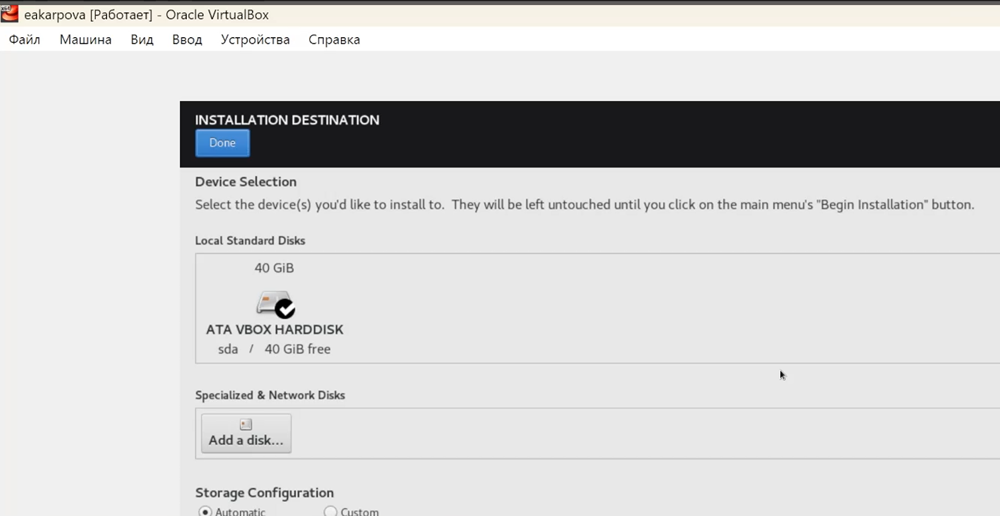 x64
eakarpova [Работает] - Oracle VirtualBox
Файл Машина Вид Ввод Устройства Справка
INSTALLATION DESTINATION
Done
Device Selection
Select the device(s) you'd like to install to. They will be left untouched until you click on the main menu's "Begin Installation" button.
Local Standard Disks
40 GiB
ATA VBOX HARDDISK
sda / 40 GiB free
Specialized & Network Disks
Add a disk...
Storage Configuration
Automatic Custom